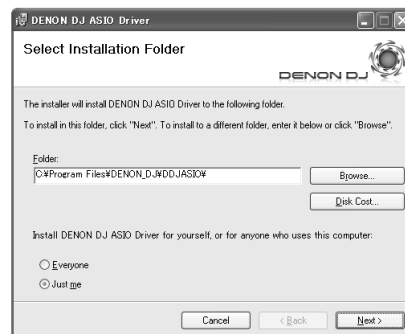 DENON DJ ASIO Driver
Select Installation Folder
DENON DJ
The installer will install DENON DJ ASIO Driver to the following folder.
To install in this folder, click "Next". To install to a different folder, enter it below or click "Browse".
Folder:
C:¥Program Files¥DENON_DJ¥DDJASIO¥
Browse...
Disk Cost...
Install DENON DJ ASIO Driver for yourself, or for anyone who uses this computer:
Everyone
Just me
Cancel
< Back
Next >